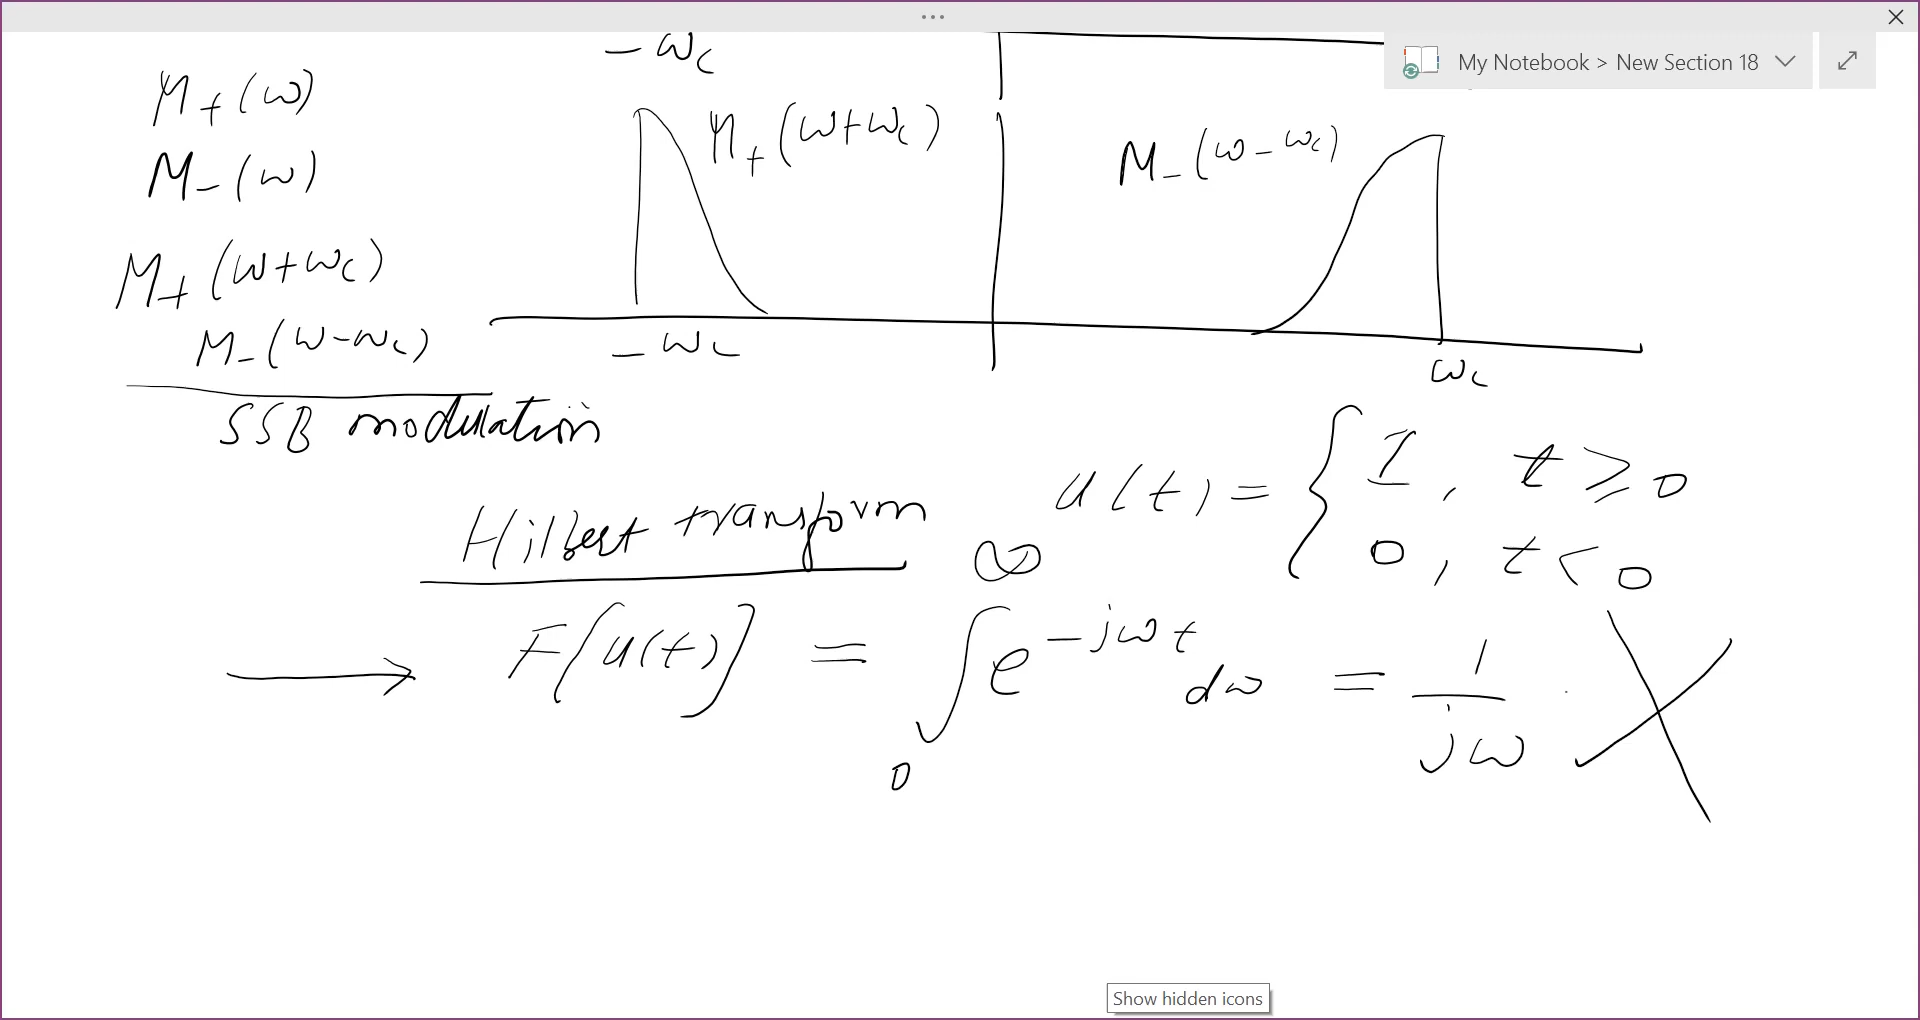 − ωc
My Notebook > New Section 18
M+(ω)
M+(ω+ωc)
M−(ω−ωc)
M−(ω)
M+(ω+ωc)
M−(ω−ωc)
− ωc
ωc
SSB modulation
Hilbert transform
u(t) = { 1, t ≥ 0
0, t < 0
→ F[u(t)] = ∫₀^∞ e^{−jωt} dω = 1/jω
Show hidden icons